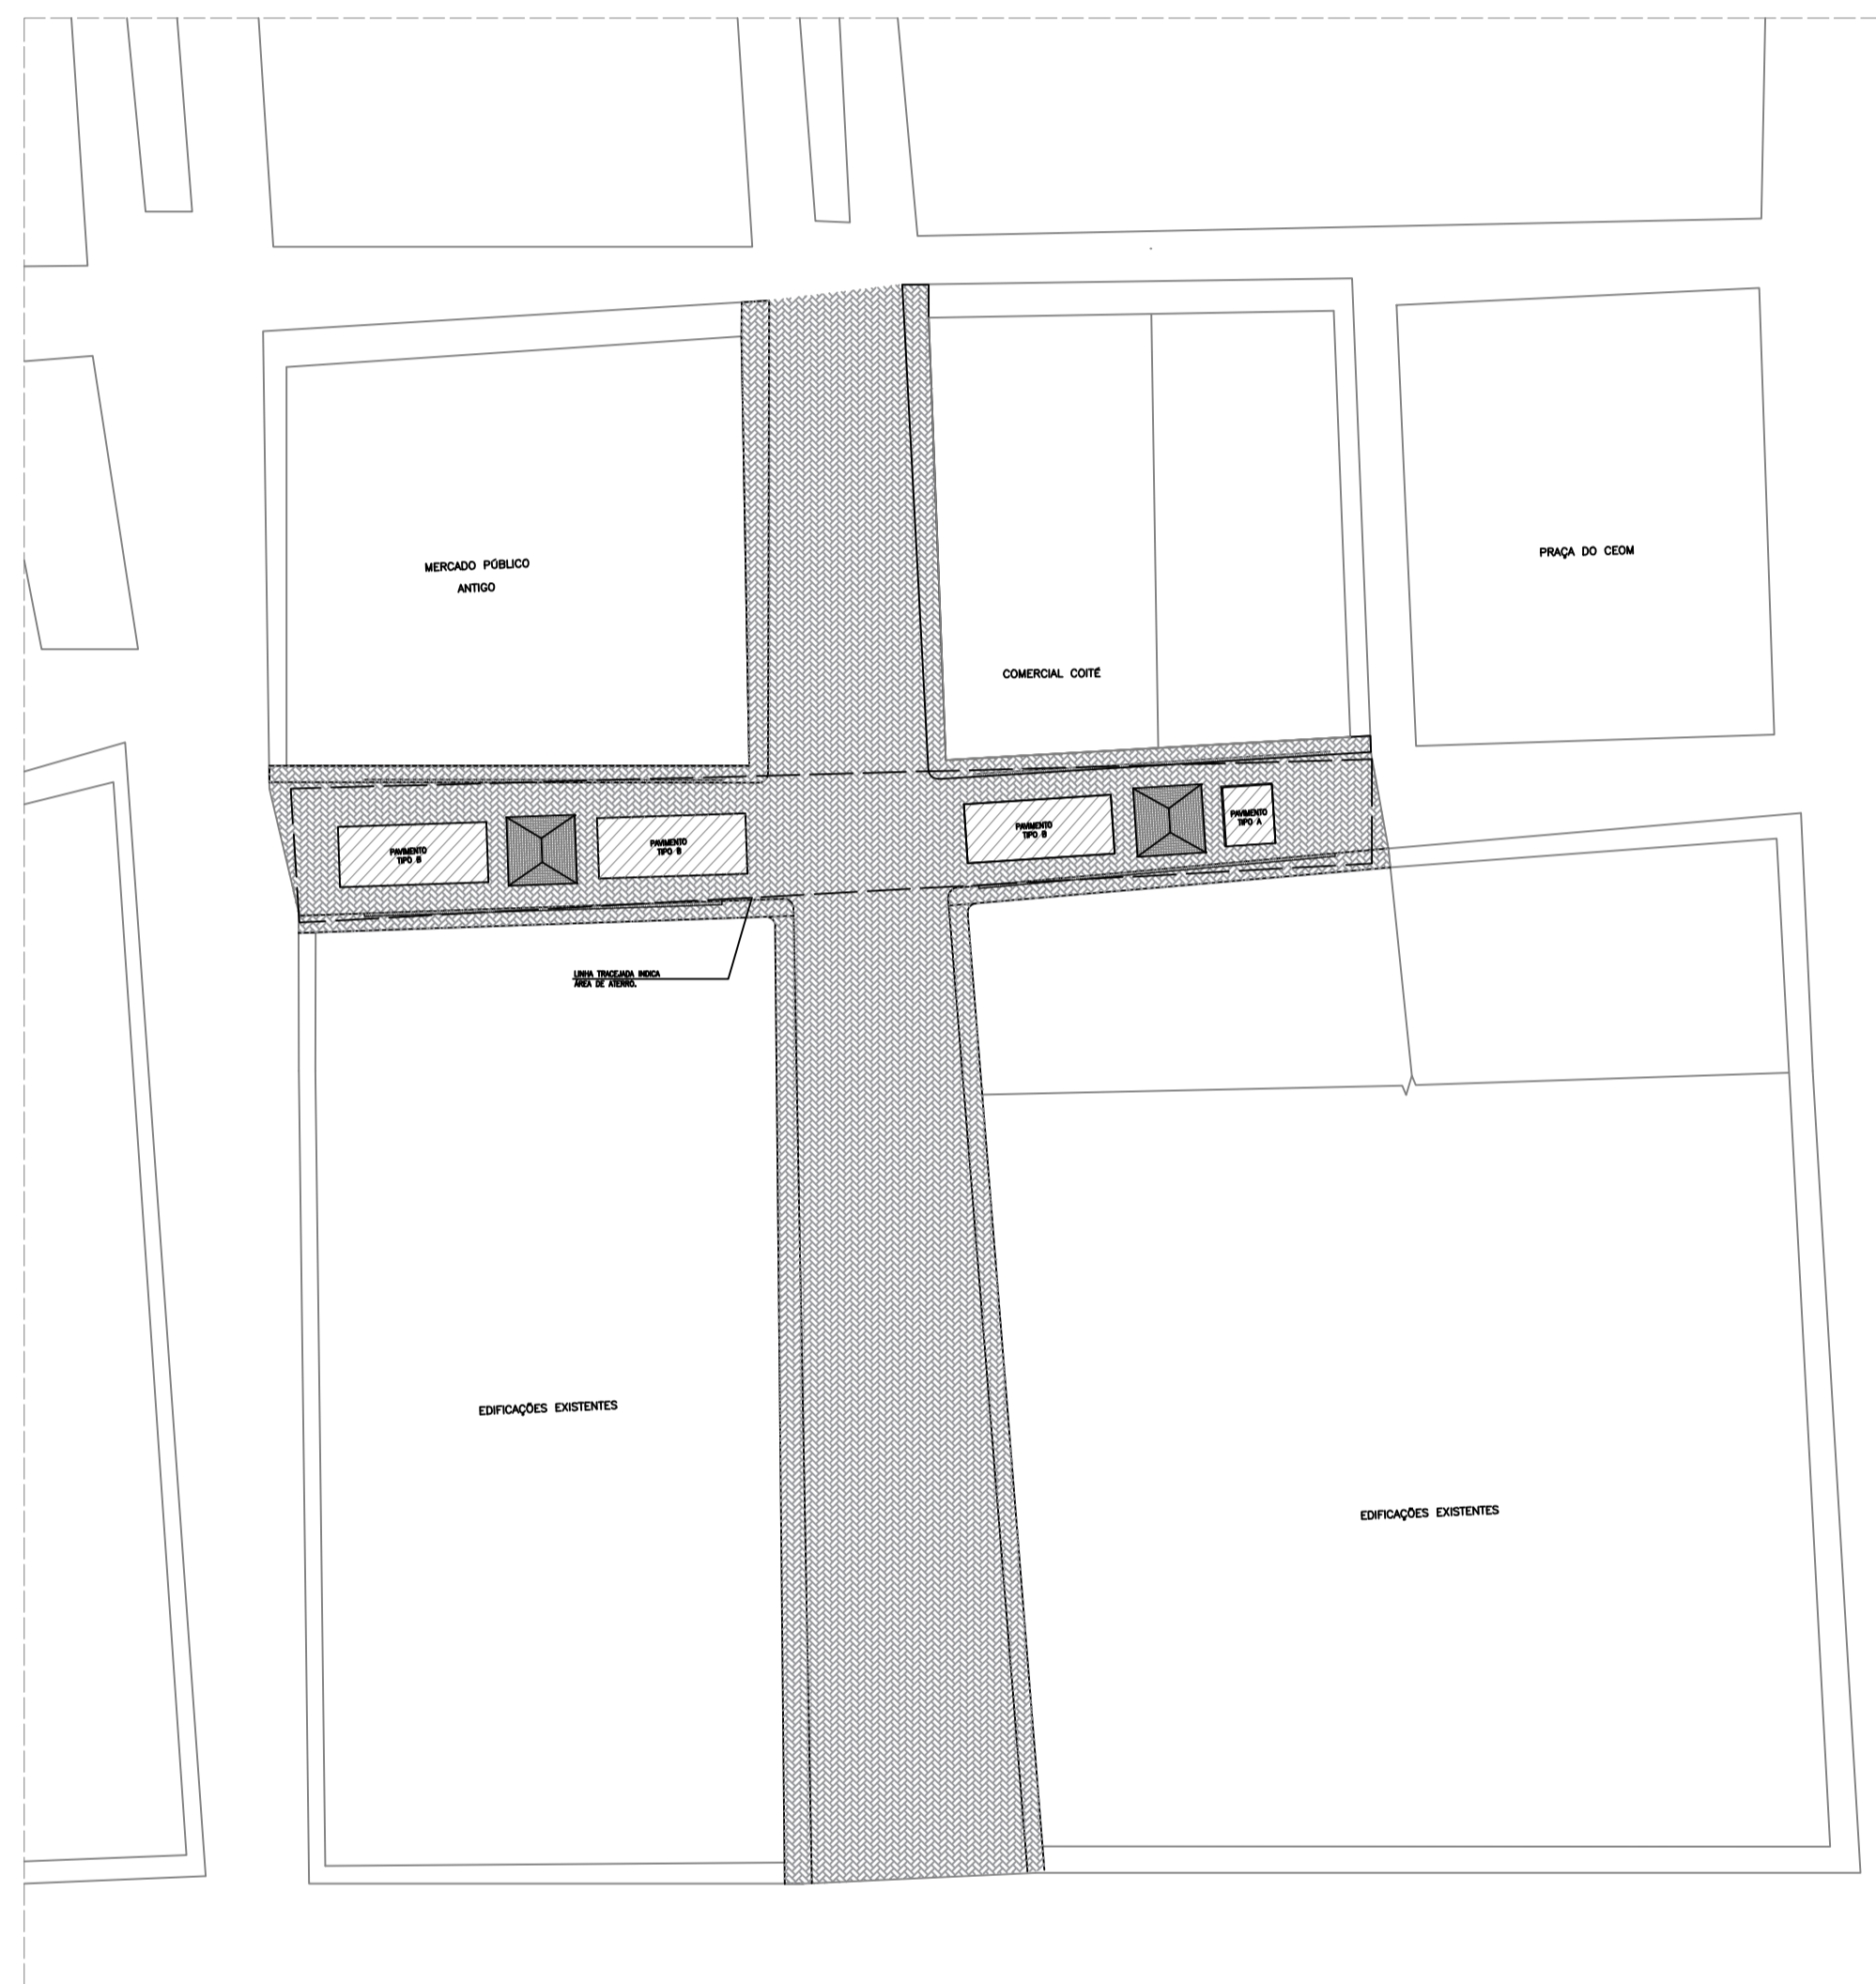 MERCADO PÚBLICO
ANTIGO
PRAÇA DO CEOM
COMERCIAL COITÉ
PAVIMENTO
TIPO B
PAVIMENTO
TIPO B
PAVIMENTO
TIPO B
PAVIMENTO
TIPO A
LINHA TRACEJADA INDICA
ÁREA DE ATERRO.
EDIFICAÇÕES EXISTENTES
EDIFICAÇÕES EXISTENTES